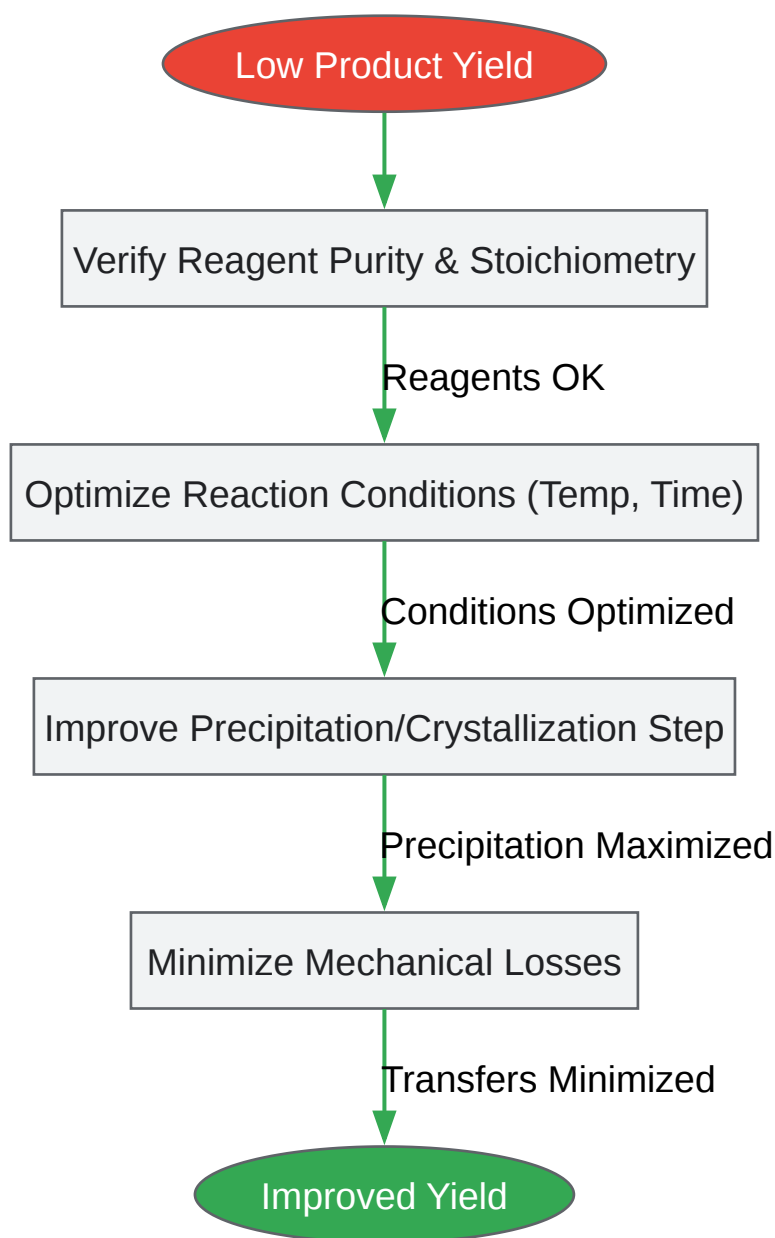 Low Product Yield
Verify Reagent Purity & Stoichiometry
Reagents OK
Optimize Reaction Conditions (Temp, Time)
Conditions Optimized
Improve Precipitation/Crystallization Step
Precipitation Maximized
Minimize Mechanical Losses
Transfers Minimized
Improved Yield